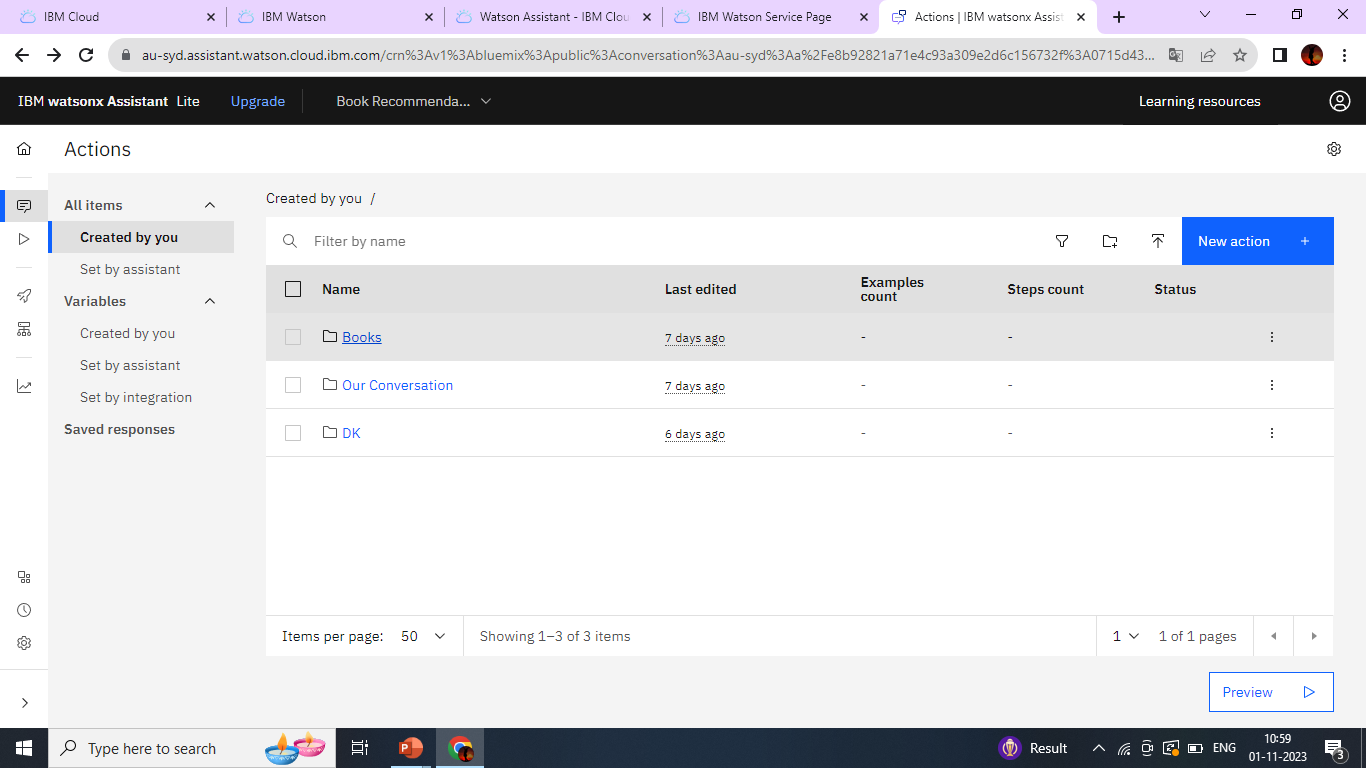 IBM Cloud
IBM Watson
Watson Assistant - IBM Clou
IBM Watson Service Page
Actions | IBM watsonx Assist
au-syd.assistant.watson.cloud.ibm.com/crn%3Av1%3Abluemix%3Apublic%3Aconversation%3Aau-syd%3Aa%2Fe8b92821a71e4c93a309e2d6c156732f%3A0715d43...
IBM watsonx Assistant Lite Upgrade Book Recommenda... Learning resources
Actions
Created by you /
All items
Created by you
Set by assistant
Variables
Created by you
Set by assistant
Set by integration
Saved responses
Filter by name
New action +
Name Last edited Examples count Steps count Status
Books 7 days ago - -
Our Conversation 7 days ago - -
DK 6 days ago - -
Items per page: 50 Showing 1–3 of 3 items 1 1 of 1 pages
Preview
Type here to search
Result
ENG
10:59
01-11-2023
3